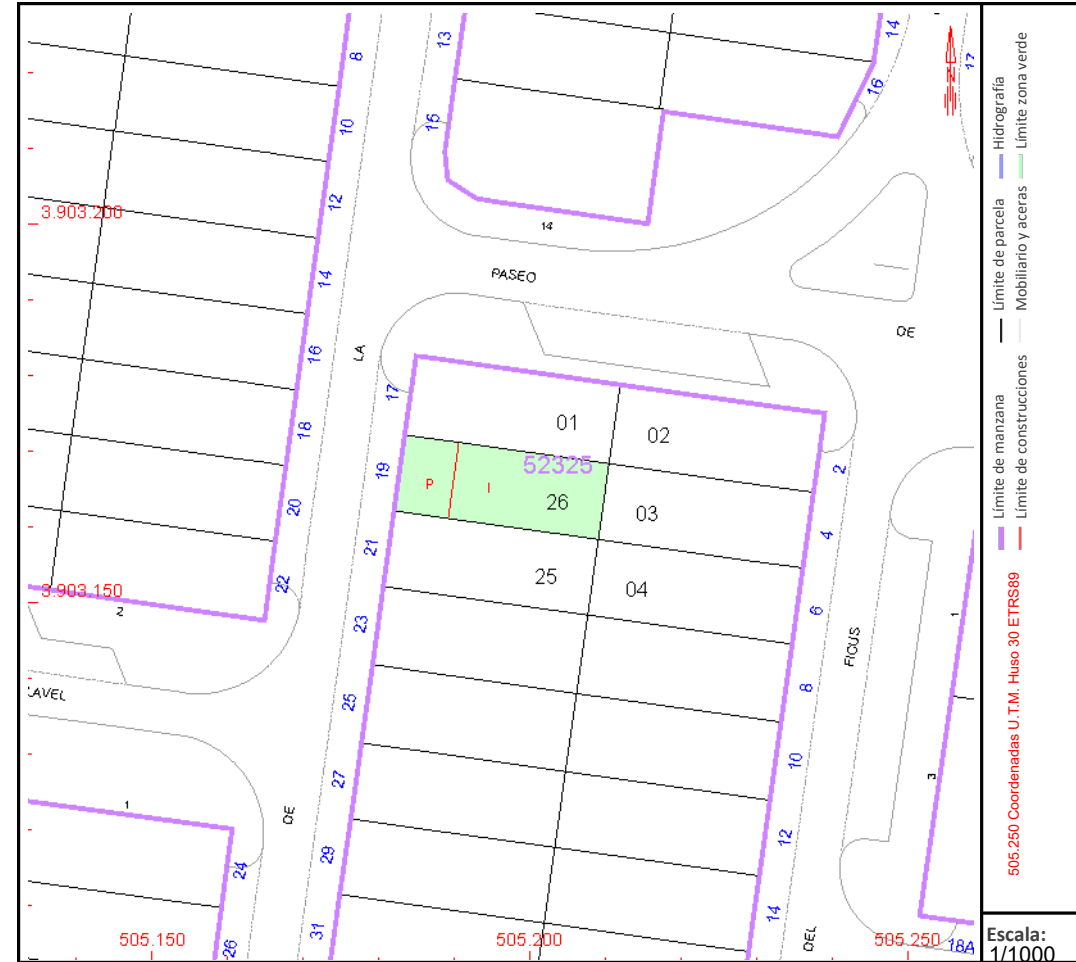 13
14
17
8
15
16
10
12
3.903.200
14
14
PASEO
DE
LA
16
17
01
02
18
52325
19
2
P
I
26
03
20
4
21
25
04
22
3.903.150
2
6
1
23
FICUS
25
8
27
10
3
1
DE
12
29
24
14
31
26
DEL
18A
505.150
505.200
505.250
Límite de manzana
Límite de parcela
Hidrografía
Límite de construcciones
Mobiliario y aceras
Límite zona verde
505.250 Coordenadas U.T.M. Huso 30 ETRS89
Escala:
1/1000